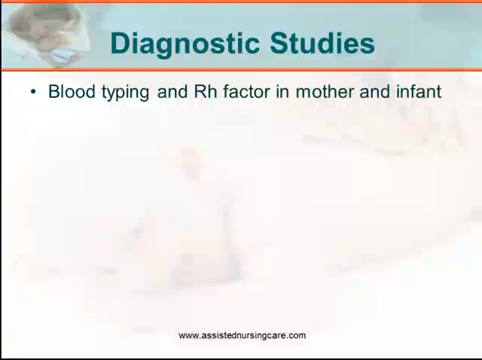 Diagnostic Studies
• Blood typing and Rh factor in mother and infant
www.assistednursingcare.com